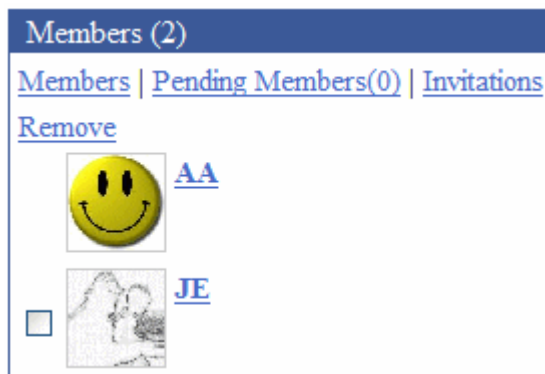 Members (2)
Members | Pending Members(0) | Invitations
Remove
AA
JE